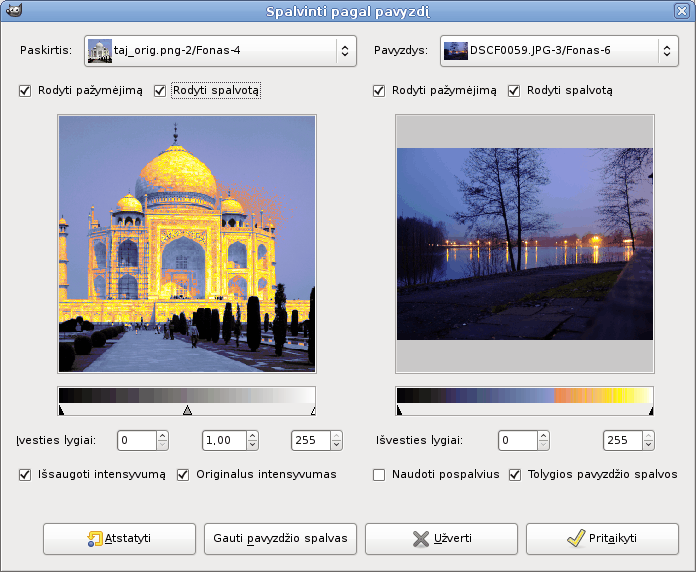 Spalvinti pagal pavyzdį
Paskirtis: taj_orig.png-2/Fonas-4 Pavyzdys: DSCF0059.JPG-3/Fonas-6
Rodyti pažymėjimą Rodyti spalvotą Rodyti pažymėjimą Rodyti spalvotą
Įvesties lygiai: 0 1,00 255 Išvesties lygiai: 0 255
Išsaugoti intensyvumą Originalus intensyvumas Naudoti pospalvius Tolygios pavyzdžio spalvos
Atstatyti Gauti pavyzdžio spalvas Užverti Pritaikyti